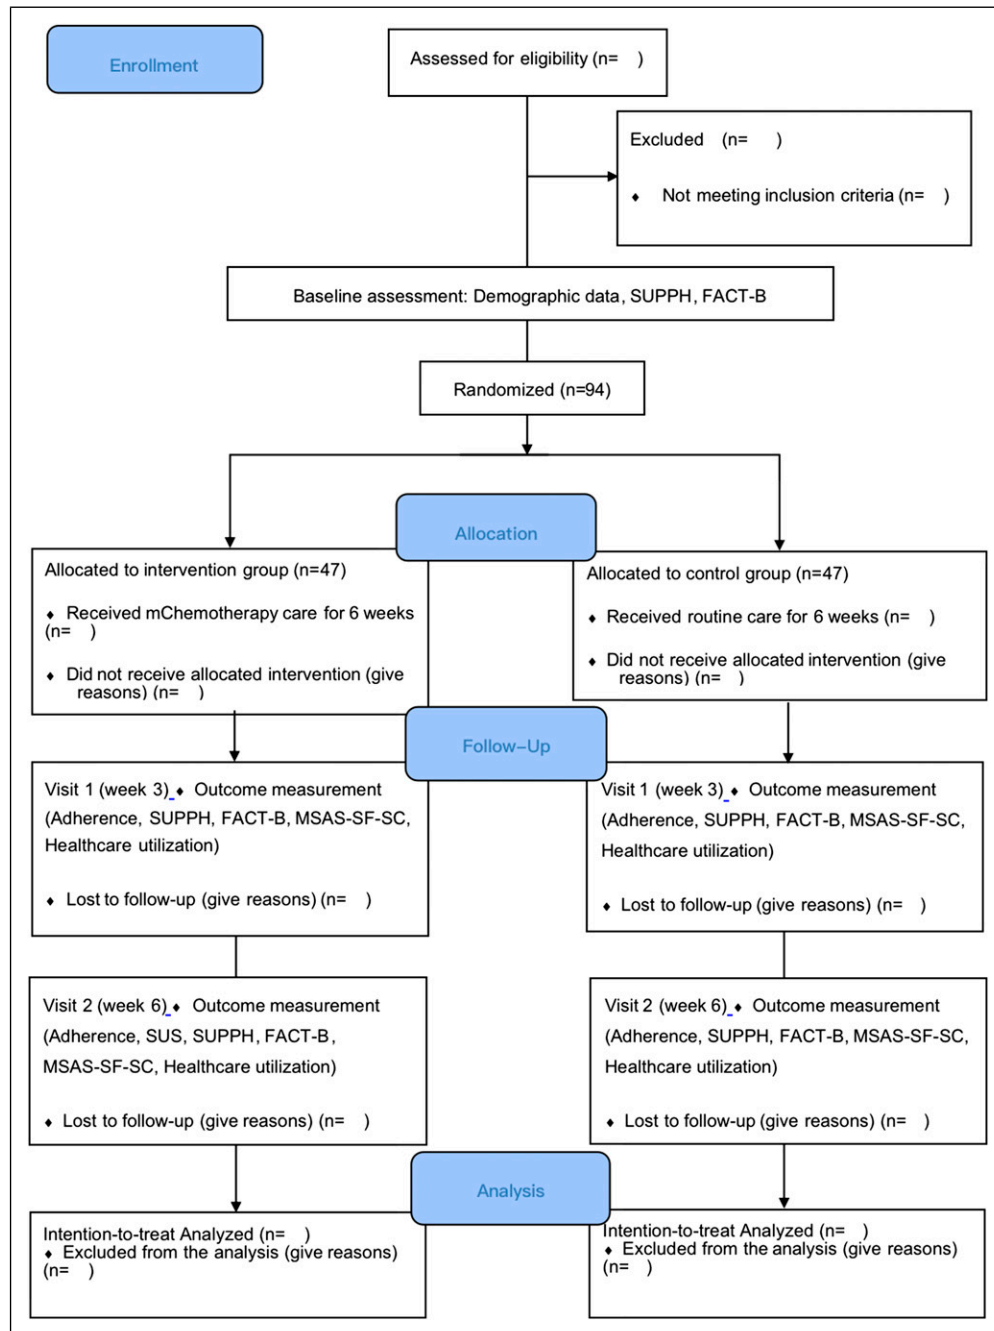 Enrollment
Assessed for eligibility (n=   )
Excluded   (n=    )
♦   Not meeting inclusion criteria (n=   )
Baseline assessment: Demographic data, SUPPH, FACT-B
Randomized (n=94)
Allocation
Allocated to intervention group (n=47)
♦ Received mChemotherapy care for 6 weeks
(n=   )
♦ Did not receive allocated intervention (give
reasons) (n=   )
Allocated to control group (n=47)
♦ Received routine care for 6 weeks (n=   )
♦ Did not receive allocated intervention (give
reasons) (n=   )
Follow-Up
Visit 1 (week 3) ♦ Outcome measurement
(Adherence, SUPPH, FACT-B, MSAS-SF-SC,
Healthcare utilization)
♦ Lost to follow-up (give reasons) (n=   )
Visit 1 (week 3) ♦ Outcome measurement
(Adherence, SUPPH, FACT-B, MSAS-SF-SC,
Healthcare utilization)
♦ Lost to follow-up (give reasons) (n=   )
Visit 2 (week 6) ♦ Outcome measurement
(Adherence, SUS, SUPPH, FACT-B,
MSAS-SF-SC, Healthcare utilization)
♦ Lost to follow-up (give reasons) (n=   )
Visit 2 (week 6) ♦ Outcome measurement
(Adherence, SUPPH, FACT-B, MSAS-SF-SC,
Healthcare utilization)
♦ Lost to follow-up (give reasons) (n=   )
Analysis
Intention-to-treat Analyzed (n=   )
♦ Excluded from the analysis (give reasons)
(n=   )
Intention-to-treat Analyzed (n=   )
♦ Excluded from the analysis (give reasons)
(n=   )